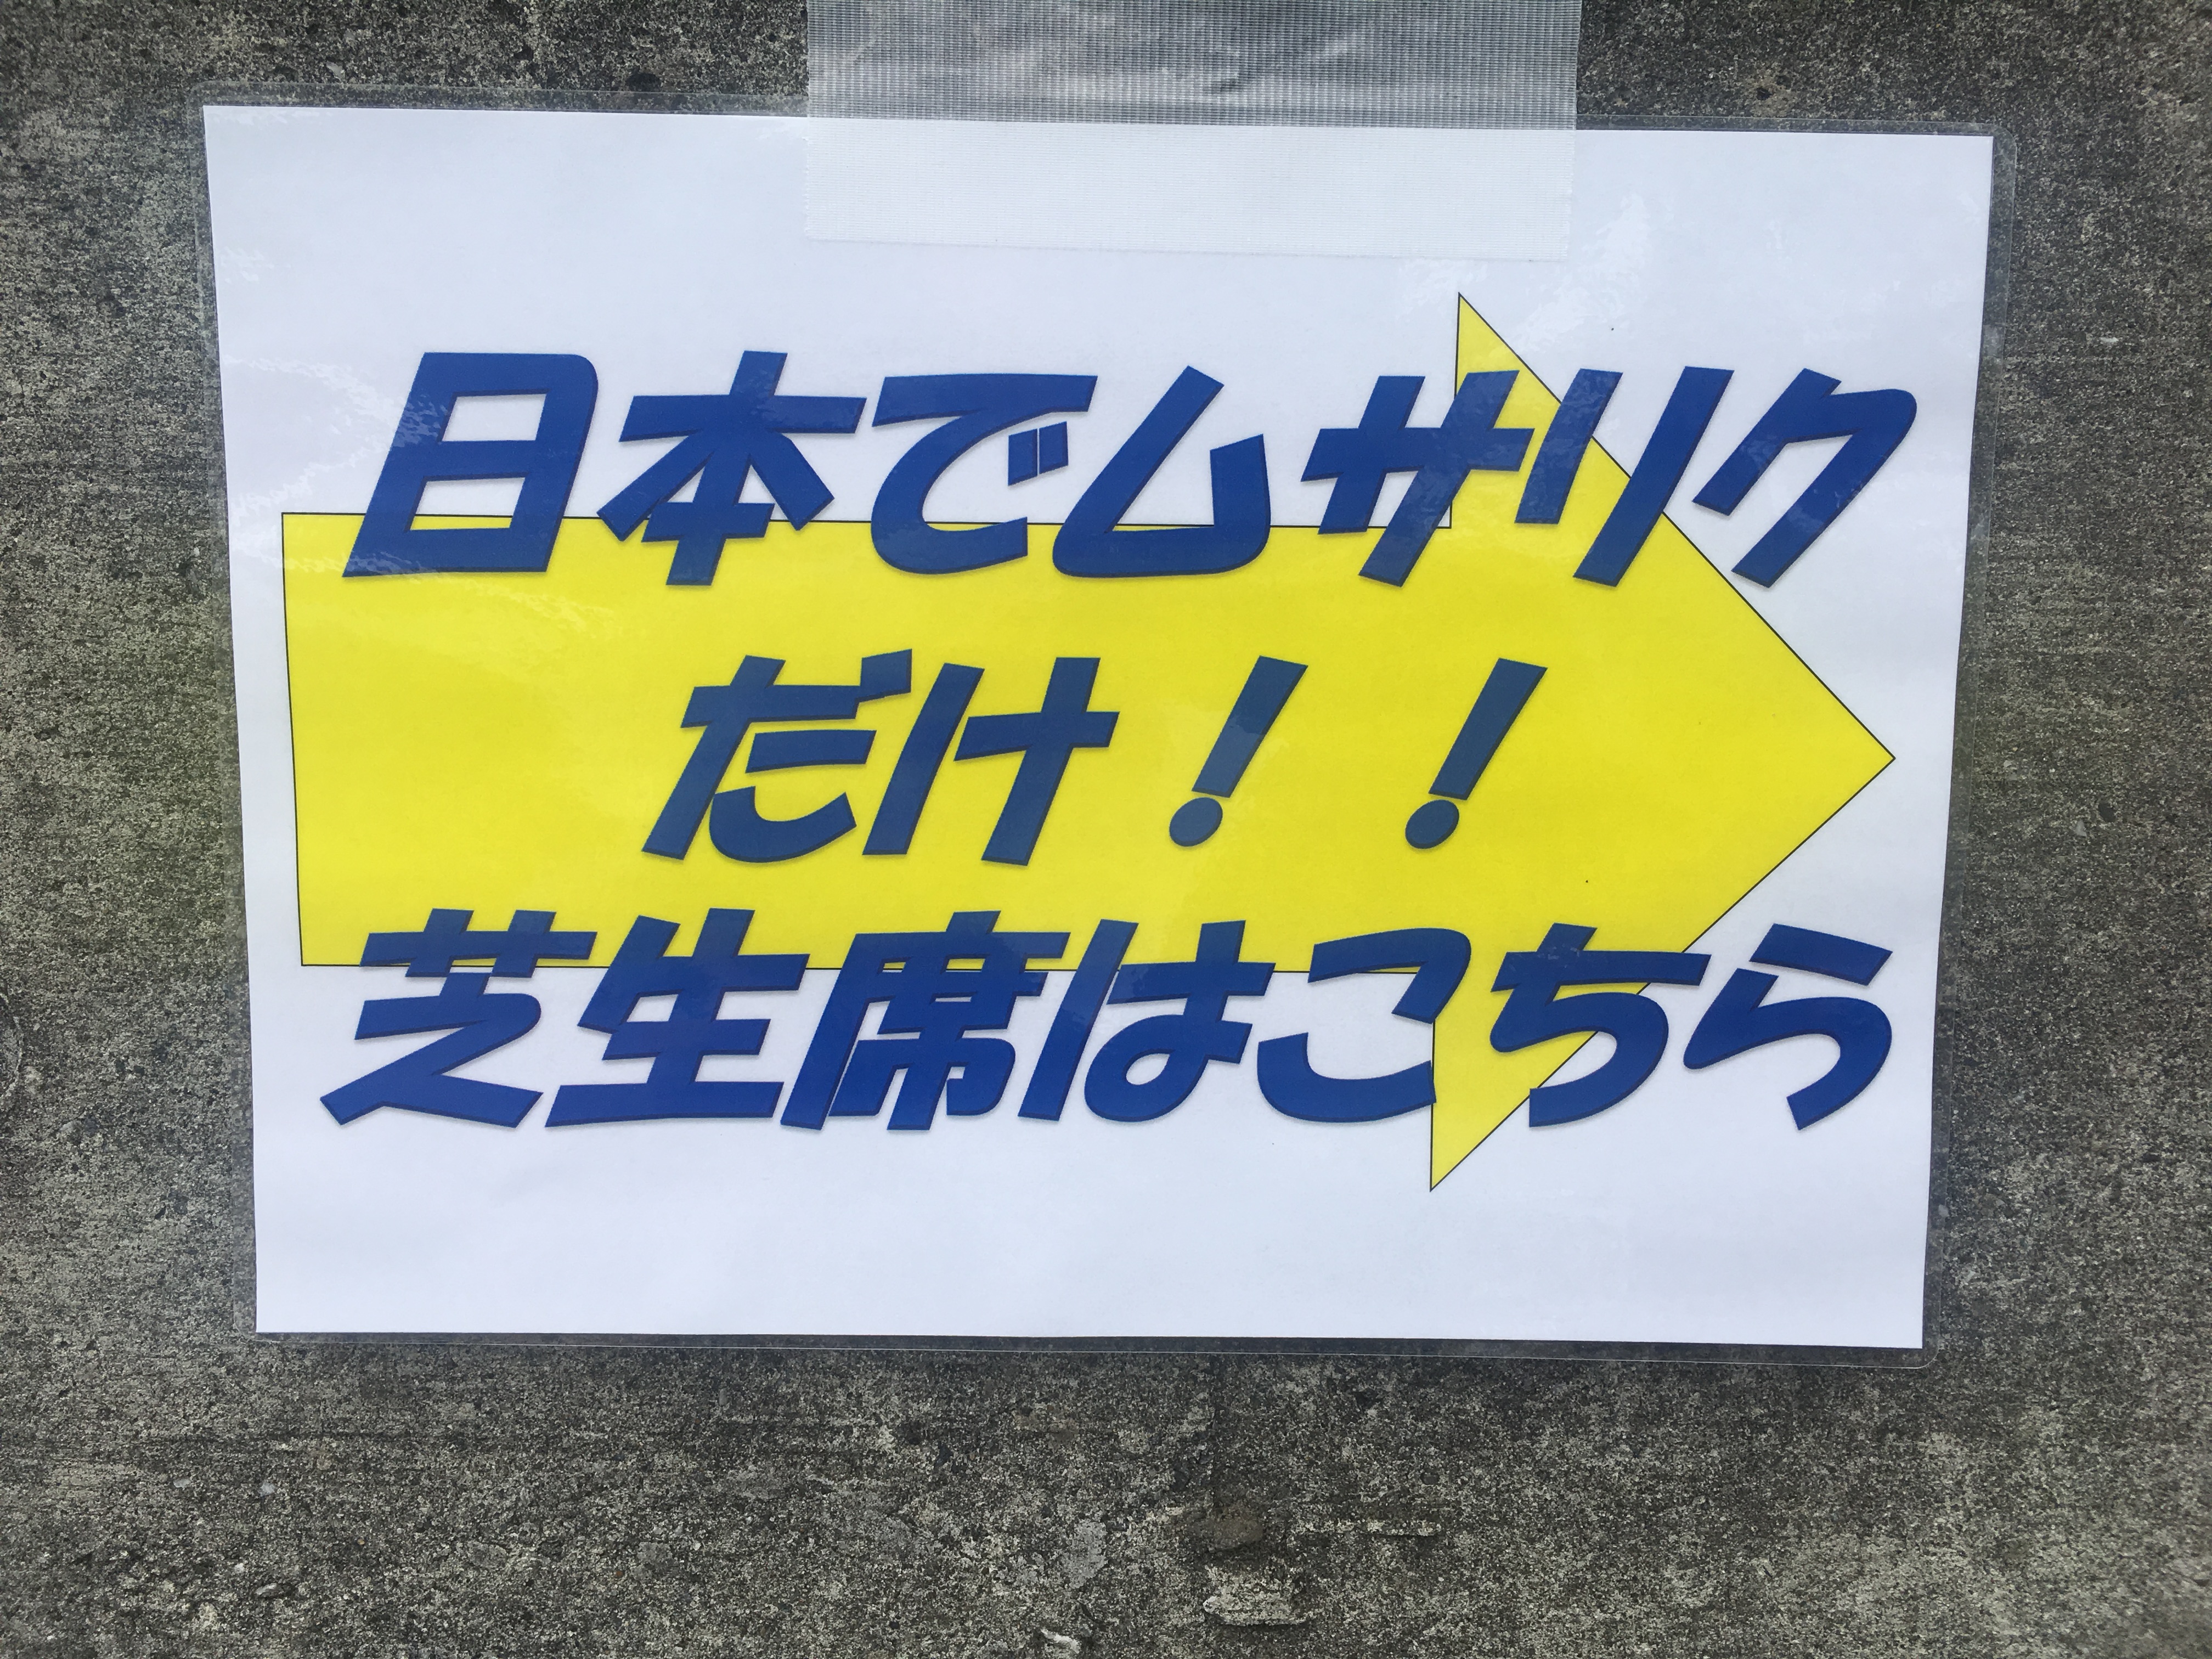 日本でムサリク
だけ！！
芝生席はこちら